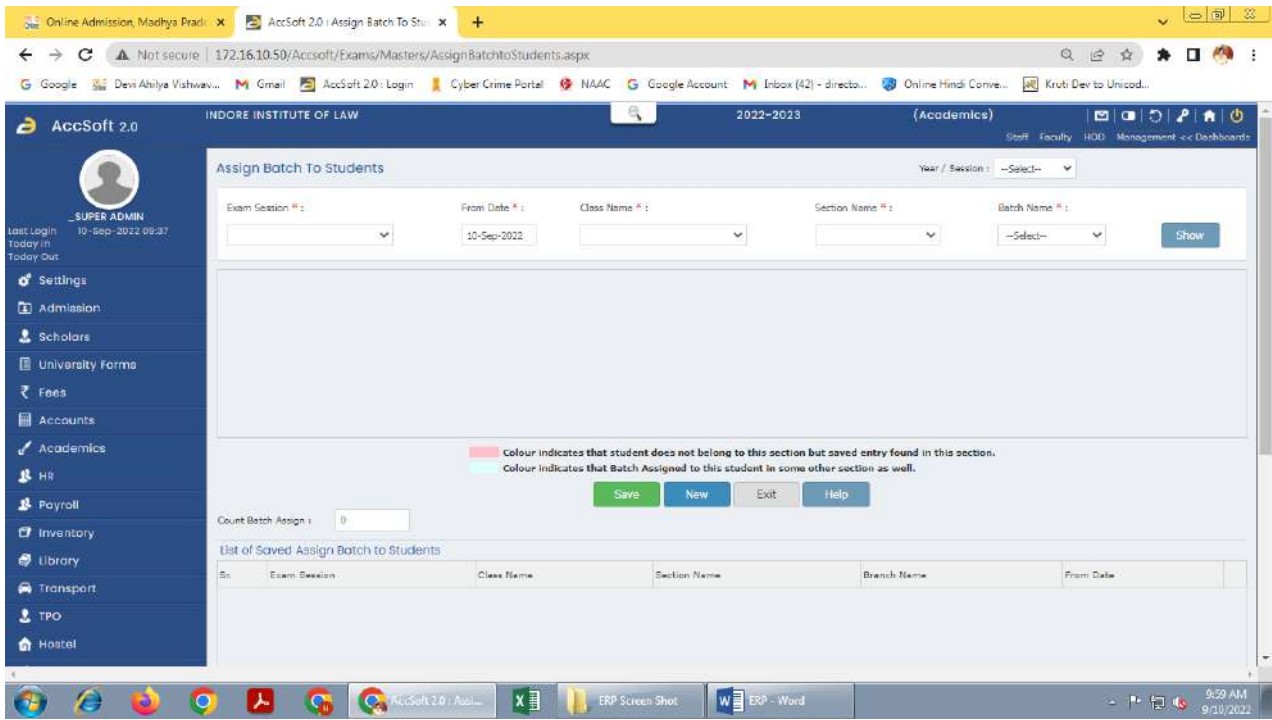 Online Admission, Madhya Prade
AccSoft 2.0 : Assign Batch To Stu
Not secure | 172.16.10.50/Accsoft/Exams/Masters/AssignBatchtoStudents.aspx
Google Devi Ahilya Vishwav... Gmail AccSoft 2.0 : Login Cyber Crime Portal NAAC Google Account Inbox (42) - directo... Online Hindi Conve... Kruti Dev to Unicod...
AccSoft 2.0
INDORE INSTITUTE OF LAW 2022-2023 (Academics)
Staff Faculty HOD Management << Dashboards
_SUPER ADMIN
Last Login 10-Sep-2022 09:37
Today In
Today Out
Settings
Admission
Scholars
University Forms
Fees
Accounts
Academics
HR
Payroll
Inventory
Library
Transport
TPO
Hostel
Assign Batch To Students Year / Session : --Select--
Exam Session * : From Date * : Class Name * : Section Name * : Batch Name * :
10-Sep-2022 --Select-- Show
Colour indicates that student does not belong to this section but saved entry found in this section.
Colour indicates that Batch Assigned to this student in some other section as well.
Save New Exit Help
Count Batch Assign : 0
List of Saved Assign Batch to Students
Sn Exam Session Class Name Section Name Branch Name From Date
AccSoft 2.0 : Assi... ERP Screen Shot ERP - Word
9:59 AM
9/10/2022